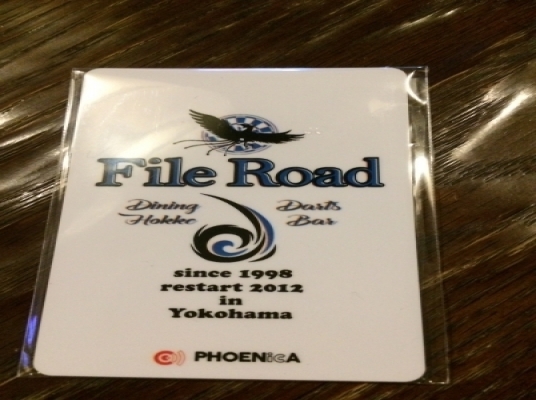 File Road
Dining Darts
Hokke Bar
since 1998
restart 2012
in
Yokohama
PHOENicA